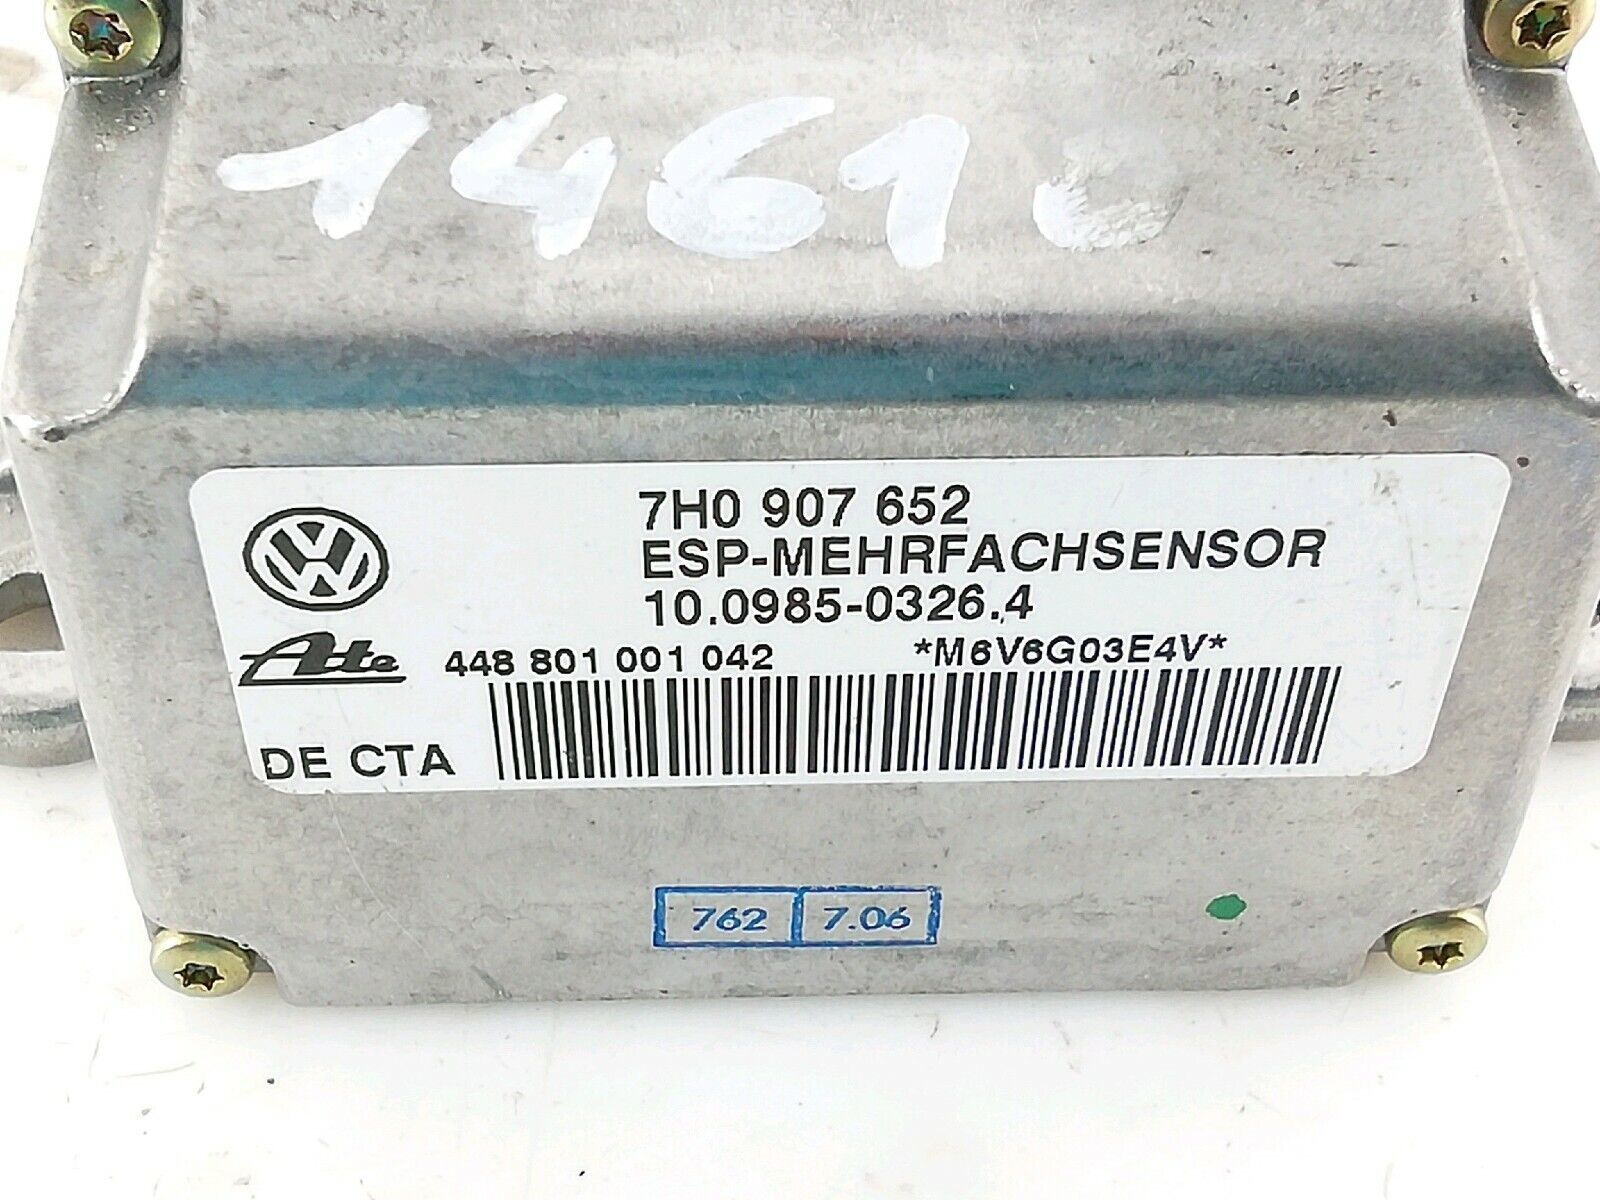 1461c
7H0 907 652
ESP-MEHRFACHSENSOR
10.0985-0326.4
Ate 448 801 001 042 *M6V6G03E4V*
DE CTA
762 7.06